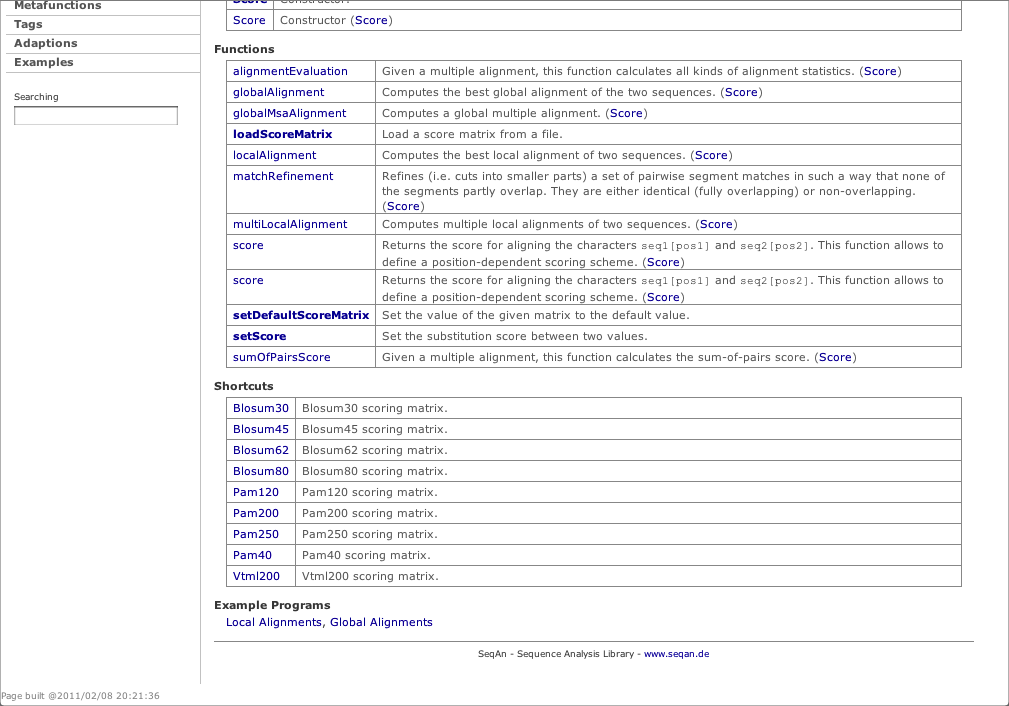 Metafunctions
Tags
Adaptions
Examples
Searching
Score Constructor.
Score Constructor (Score)
Functions
alignmentEvaluation Given a multiple alignment, this function calculates all kinds of alignment statistics. (Score)
globalAlignment Computes the best global alignment of the two sequences. (Score)
globalMsaAlignment Computes a global multiple alignment. (Score)
loadScoreMatrix Load a score matrix from a file.
localAlignment Computes the best local alignment of two sequences. (Score)
matchRefinement Refines (i.e. cuts into smaller parts) a set of pairwise segment matches in such a way that none of
the segments partly overlap. They are either identical (fully overlapping) or non-overlapping.
(Score)
multiLocalAlignment Computes multiple local alignments of two sequences. (Score)
score Returns the score for aligning the characters seq1[pos1] and seq2[pos2]. This function allows to
define a position-dependent scoring scheme. (Score)
score Returns the score for aligning the characters seq1[pos1] and seq2[pos2]. This function allows to
define a position-dependent scoring scheme. (Score)
setDefaultScoreMatrix Set the value of the given matrix to the default value.
setScore Set the substitution score between two values.
sumOfPairsScore Given a multiple alignment, this function calculates the sum-of-pairs score. (Score)
Shortcuts
Blosum30 Blosum30 scoring matrix.
Blosum45 Blosum45 scoring matrix.
Blosum62 Blosum62 scoring matrix.
Blosum80 Blosum80 scoring matrix.
Pam120 Pam120 scoring matrix.
Pam200 Pam200 scoring matrix.
Pam250 Pam250 scoring matrix.
Pam40 Pam40 scoring matrix.
Vtml200 Vtml200 scoring matrix.
Example Programs
Local Alignments, Global Alignments
SeqAn - Sequence Analysis Library - www.seqan.de
Page built @2011/02/08 20:21:36